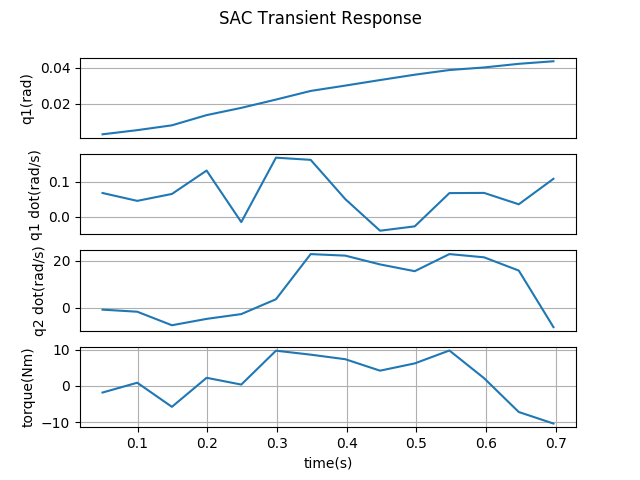 SAC Transient Response
0.04
0.02
q1(rad)
0.1
0.0
q1 dot(rad/s)
20
0
q2 dot(rad/s)
10
0
−10
torque(Nm)
0.1 0.2 0.3 0.4 0.5 0.6 0.7
time(s)